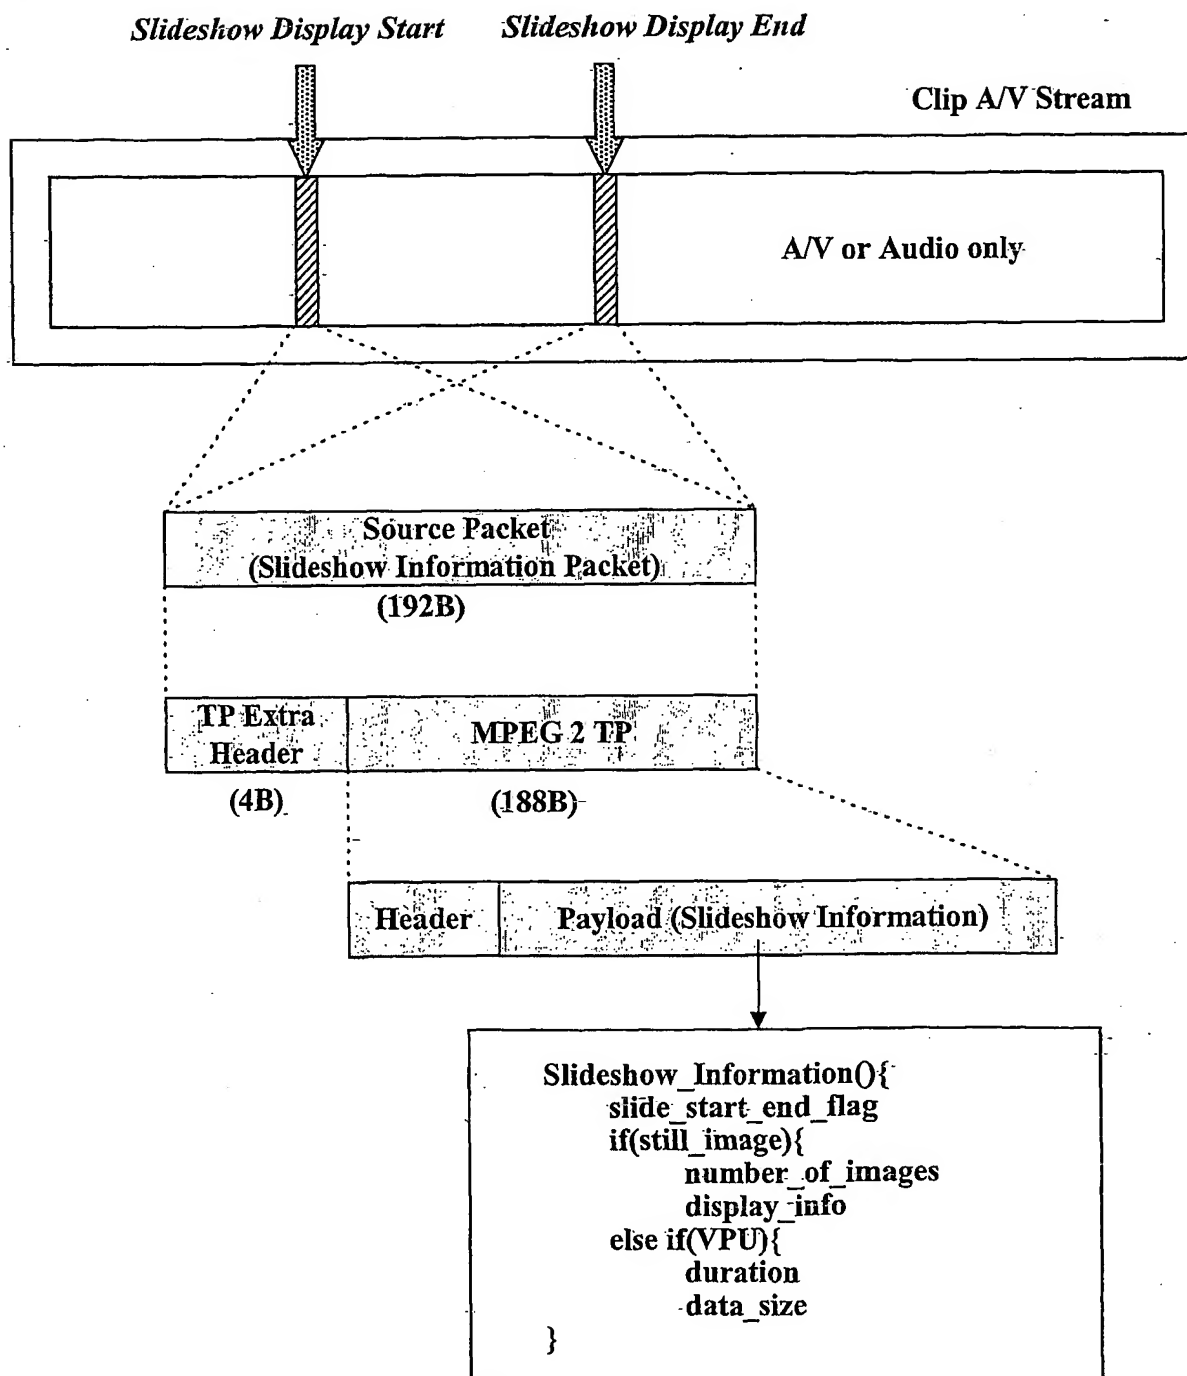 Slideshow Display Start
Slideshow Display End
Clip A/V Stream
A/V or Audio only
Source Packet
(Slideshow Information Packet)
(192B)
TP Extra
Header
MPEG 2 TP
(4B)
(188B)
Header
Payload (Slideshow Information)
Slideshow_Information(){
slide_start_end_flag
if(still_image){
number_of_images
display_info
else if(VPU){
duration
data_size
}